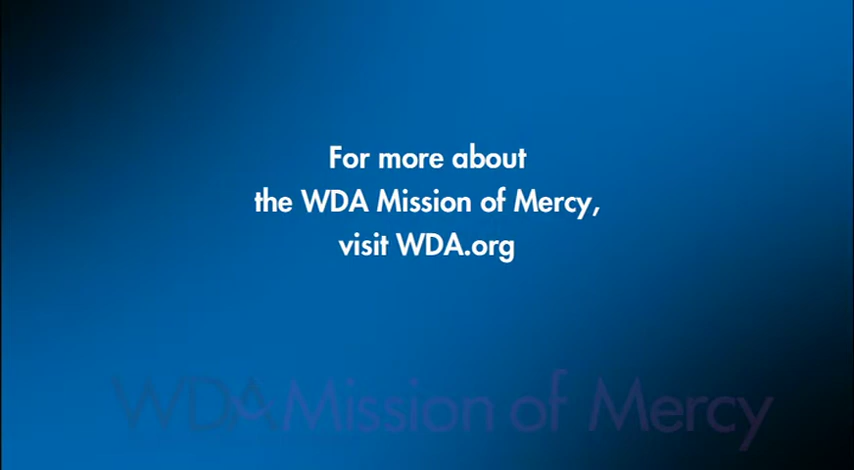 For more about
the WDA Mission of Mercy,
visit WDA.org
WDA Mission of Mercy